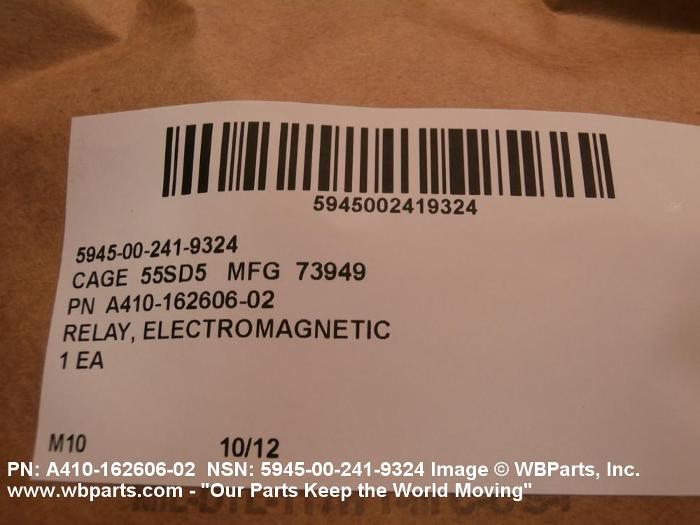 5945002419324
5945-00-241-9324
CAGE 55SD5 MFG 73949
PN A410-162606-02
RELAY, ELECTROMAGNETIC
1 EA
M10 10/12
PN: A410-162606-02 NSN: 5945-00-241-9324 Image © WBParts, Inc.
www.wbparts.com - "Our Parts Keep the World Moving"